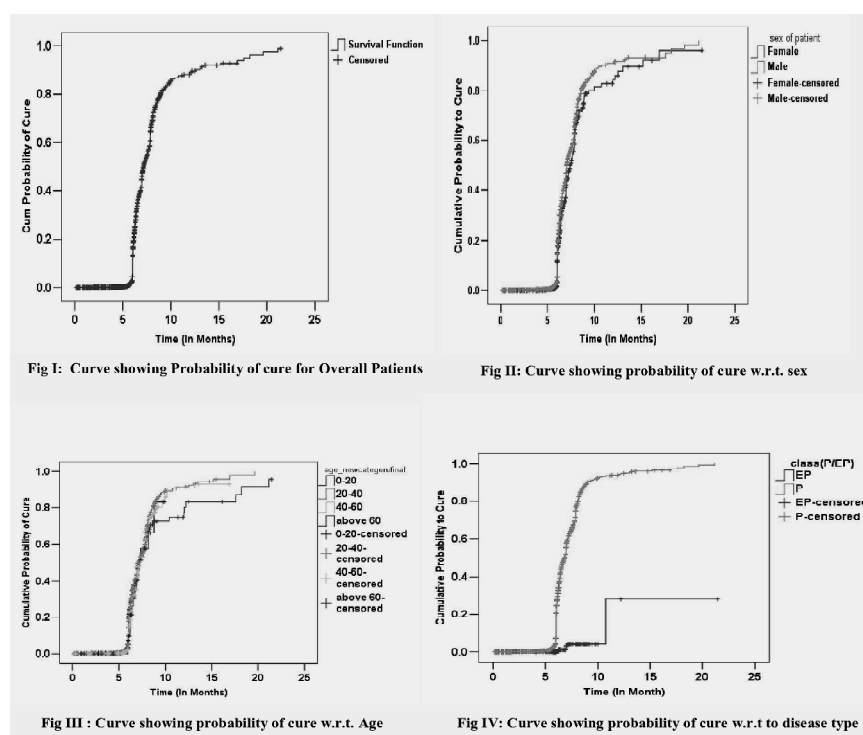 Cum Probability of Cure
1.0
0.8
0.6
0.4
0.2
0.0
0 5 10 15 20 25
Time (In Months)
Survival Function
Censored
Fig I: Curve showing Probability of cure for Overall Patients
Cumulative Probability to Cure
1.0
0.8
0.6
0.4
0.2
0.0
0 5 10 15 20 25
Time (In Months)
sex of patient
Female
Male
Female-censored
Male-censored
Fig II: Curve showing probability of cure w.r.t. sex
Cumulative Probability of Cure
1.0
0.8
0.6
0.4
0.2
0.0
0 5 10 15 20 25
Time (In Months)
0-20
20-40
40-60
above 60
0-20-censored
20-40-
censored
40-60-
censored
above 60-
censored
Fig III : Curve showing probability of cure w.r.t. Age
Cumulative Probability to Cure
1.0
0.8
0.6
0.4
0.2
0.0
0 5 10 15 20 25
Time (In Month)
class(P/EP)
EP
P
EP-censored
P-censored
Fig IV: Curve showing probability of cure w.r.t to disease type